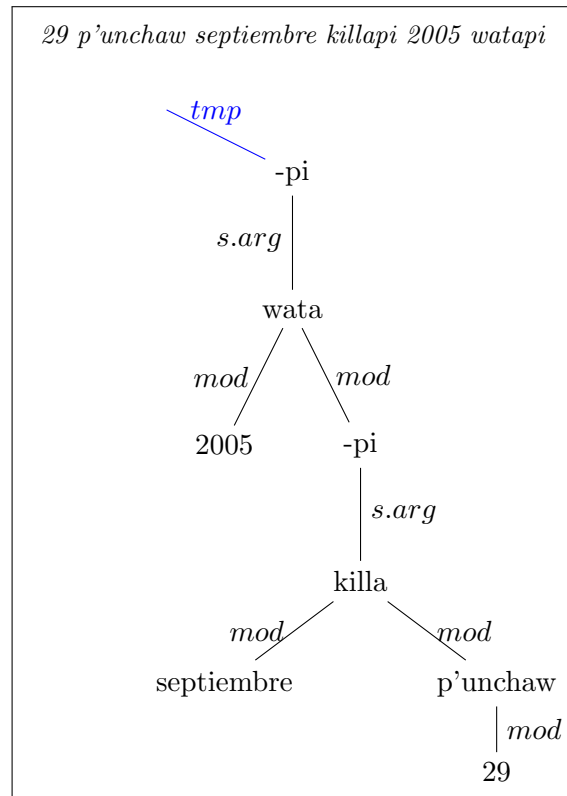 29 p'unchaw septiembre killapi 2005 watapi
tmp
-pi
s.arg
wata
mod mod
2005 -pi
s.arg
killa
mod mod
septiembre p'unchaw
mod
29